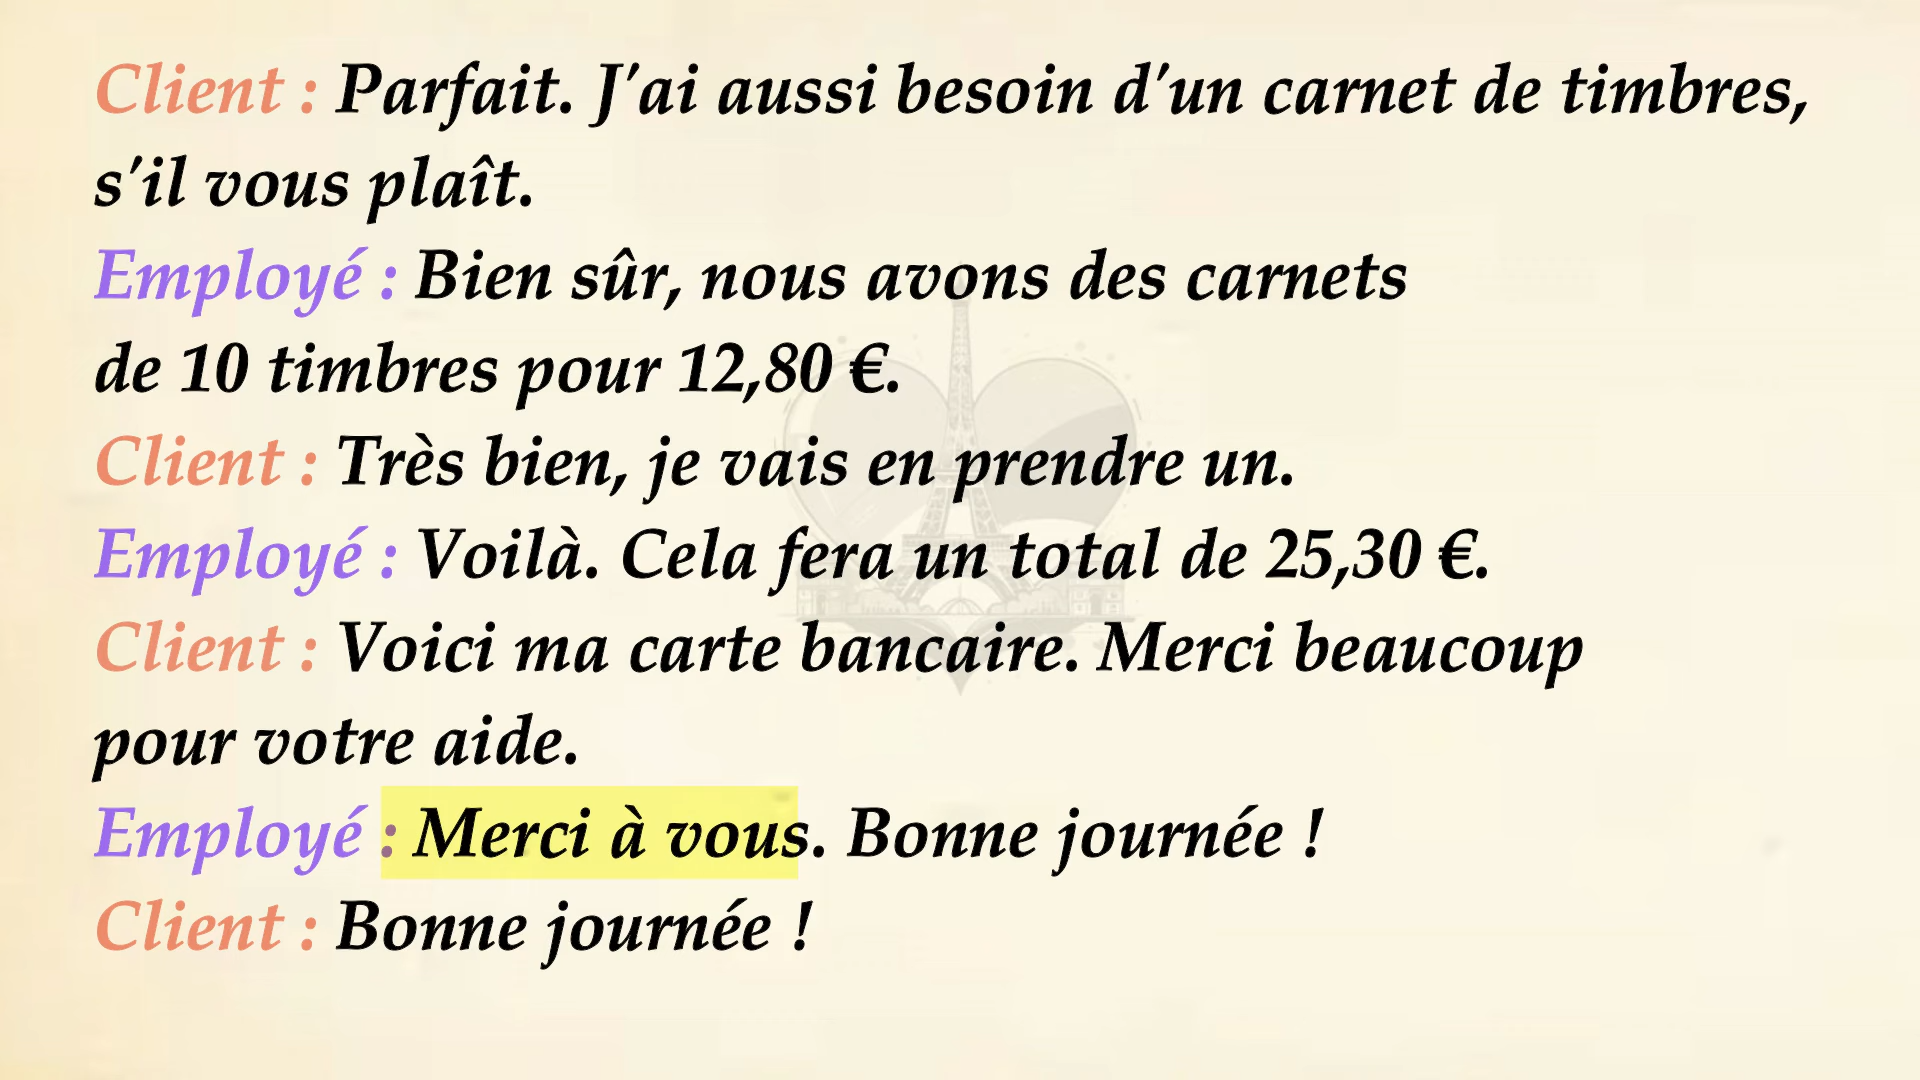 Client : Parfait. J'ai aussi besoin d'un carnet de timbres,
s'il vous plaît.
Employé : Bien sûr, nous avons des carnets
de 10 timbres pour 12,80 €.
Client : Très bien, je vais en prendre un.
Employé : Voilà. Cela fera un total de 25,30 €.
Client : Voici ma carte bancaire. Merci beaucoup
pour votre aide.
Employé : Merci à vous. Bonne journée !
Client : Bonne journée !